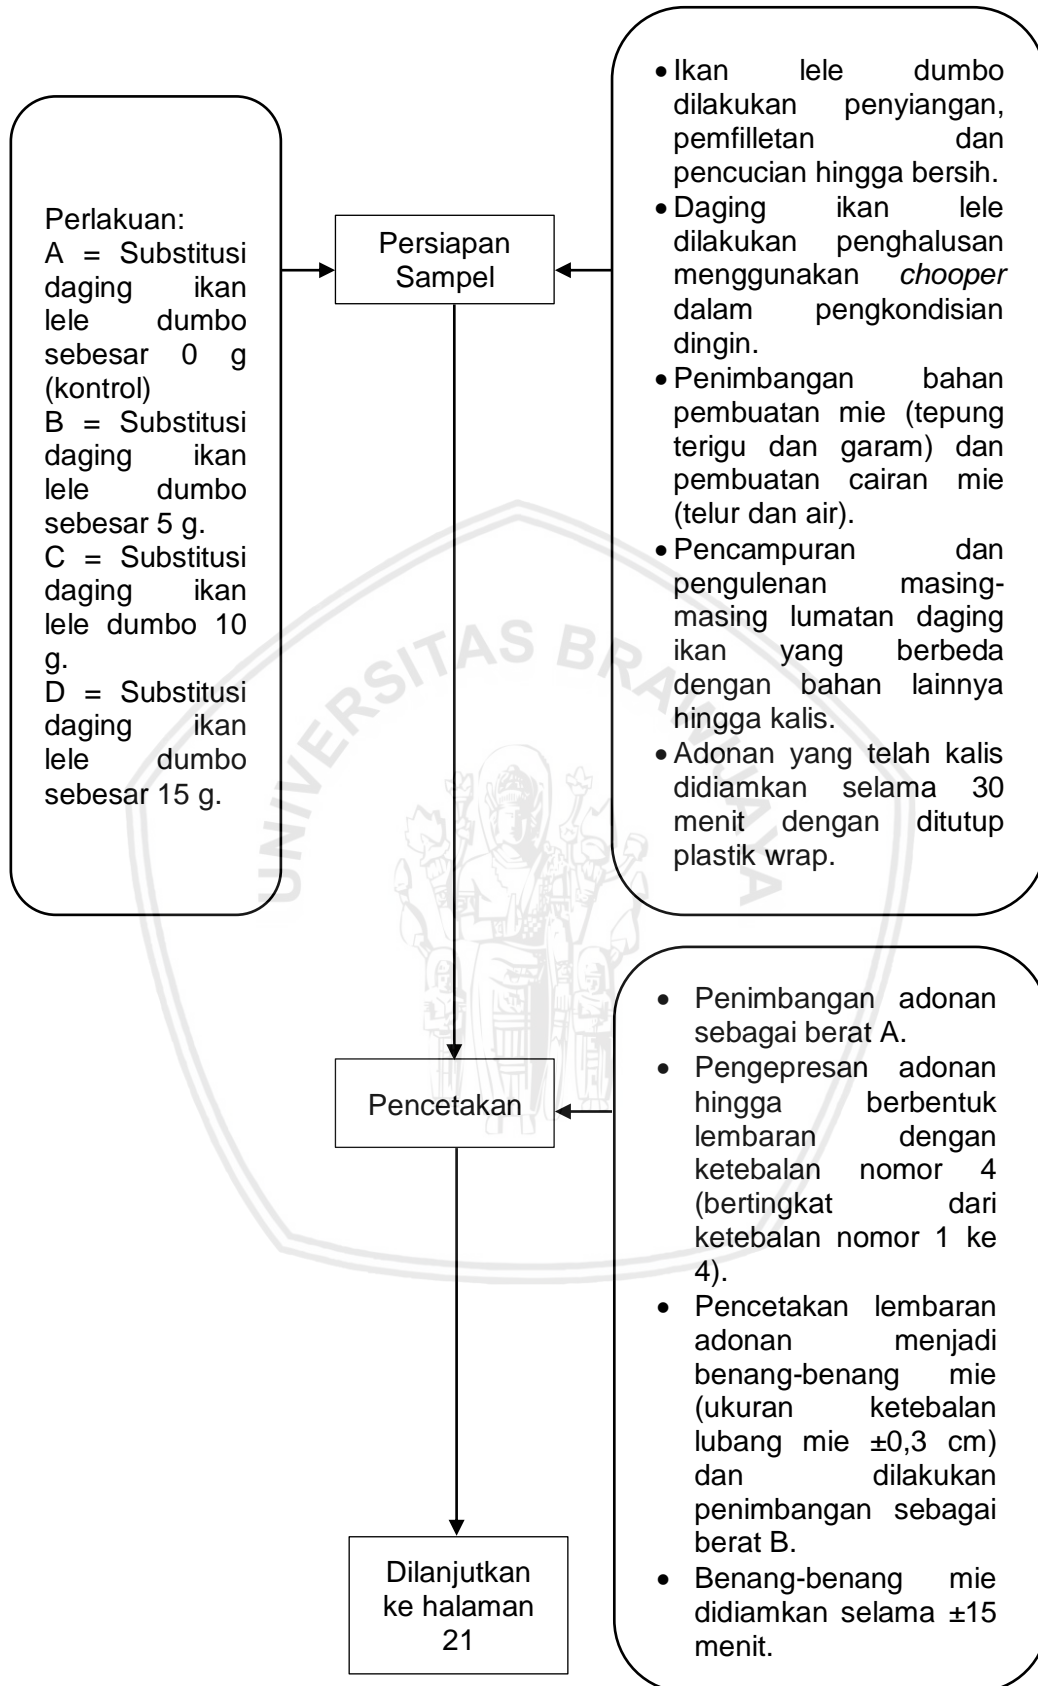 Perlakuan:
A = Substitusi
daging ikan
lele dumbo
sebesar 0 g
(kontrol)
B = Substitusi
daging ikan
lele dumbo
sebesar 5 g.
C = Substitusi
daging ikan
lele dumbo 10
g.
D = Substitusi
daging ikan
lele dumbo
sebesar 15 g.
Persiapan
Sampel
• Ikan lele dumbo
dilakukan penyiangan,
pemfilletan dan
pencucian hingga bersih.
• Daging ikan lele
dilakukan penghalusan
menggunakan chooper
dalam pengkondisian
dingin.
• Penimbangan bahan
pembuatan mie (tepung
terigu dan garam) dan
pembuatan cairan mie
(telur dan air).
• Pencampuran dan
pengulenan masing-
masing lumatan daging
ikan yang berbeda
dengan bahan lainnya
hingga kalis.
• Adonan yang telah kalis
didiamkan selama 30
menit dengan ditutup
plastik wrap.
UNIVERSITAS BRAWIJAYA
Pencetakan
• Penimbangan adonan
sebagai berat A.
• Pengepresan adonan
hingga berbentuk
lembaran dengan
ketebalan nomor 4
(bertingkat dari
ketebalan nomor 1 ke
4).
• Pencetakan lembaran
adonan menjadi
benang-benang mie
(ukuran ketebalan
lubang mie ±0,3 cm)
dan dilakukan
penimbangan sebagai
berat B.
• Benang-benang mie
didiamkan selama ±15
menit.
Dilanjutkan
ke halaman
21